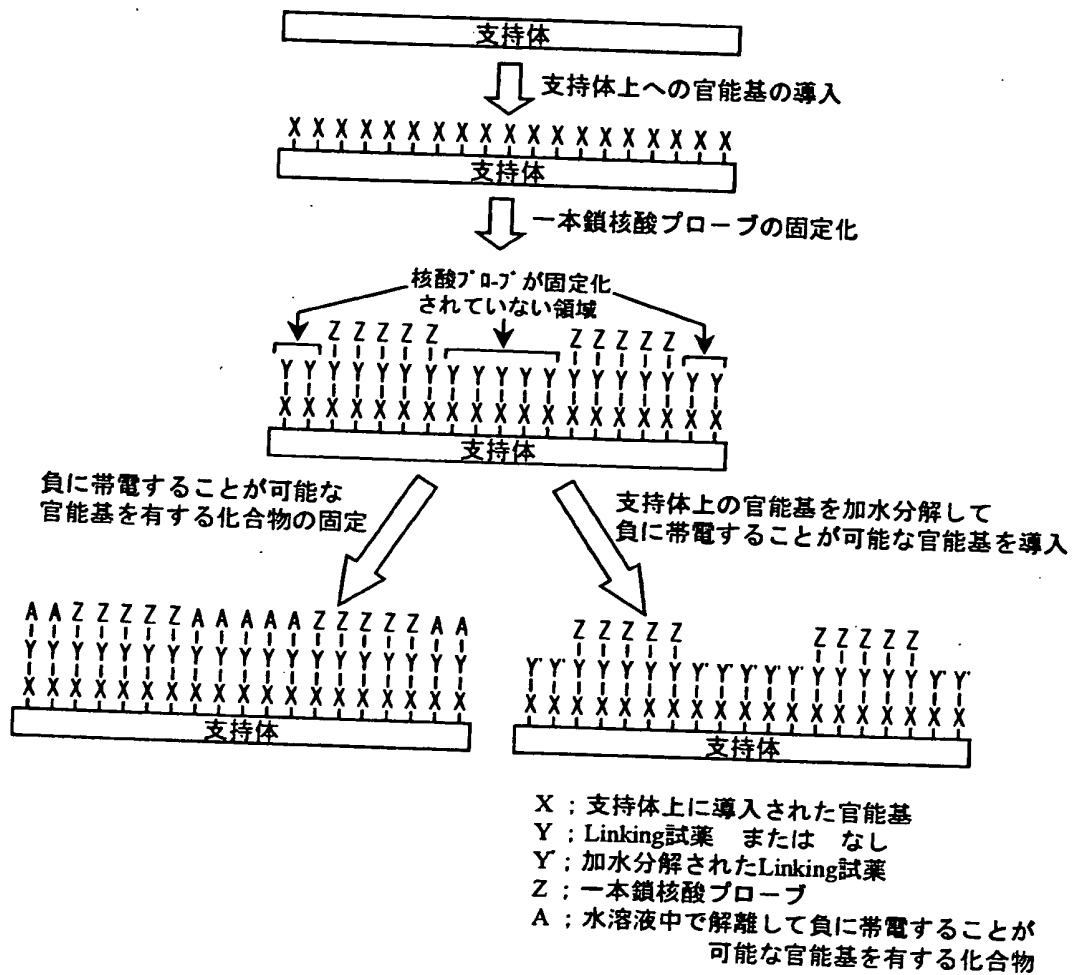 支持体
支持体上への官能基の導入
X X X X X X X X X X X X X X X X X X X
支持体
一本鎖核酸プローブの固定化
核酸プローブが固定化
されていない領域
Z Z Z Z Z Z Z Z Z Z
Y Y Y Y Y Y Y Y Y Y Y Y Y Y Y Y Y Y Y
X X X X X X X X X X X X X X X X X X X
支持体
負に帯電することが可能な
官能基を有する化合物の固定
支持体上の官能基を加水分解して
負に帯電することが可能な官能基を導入
A A Z Z Z Z Z A A A A A Z Z Z Z Z A A
Y Y Y Y Y Y Y Y Y Y Y Y Y Y Y Y Y Y Y
X X X X X X X X X X X X X X X X X X X
支持体
Z Z Z Z Z Z Z Z Z Z
Y' Y' Y Y Y Y Y Y' Y' Y' Y' Y' Y Y Y Y Y Y' Y'
X X X X X X X X X X X X X X X X X X X
支持体
X ; 支持体上に導入された官能基
Y ; Linking試薬 または なし
Y' ; 加水分解されたLinking試薬
Z ; 一本鎖核酸プローブ
A ; 水溶液中で解離して負に帯電することが
可能な官能基を有する化合物